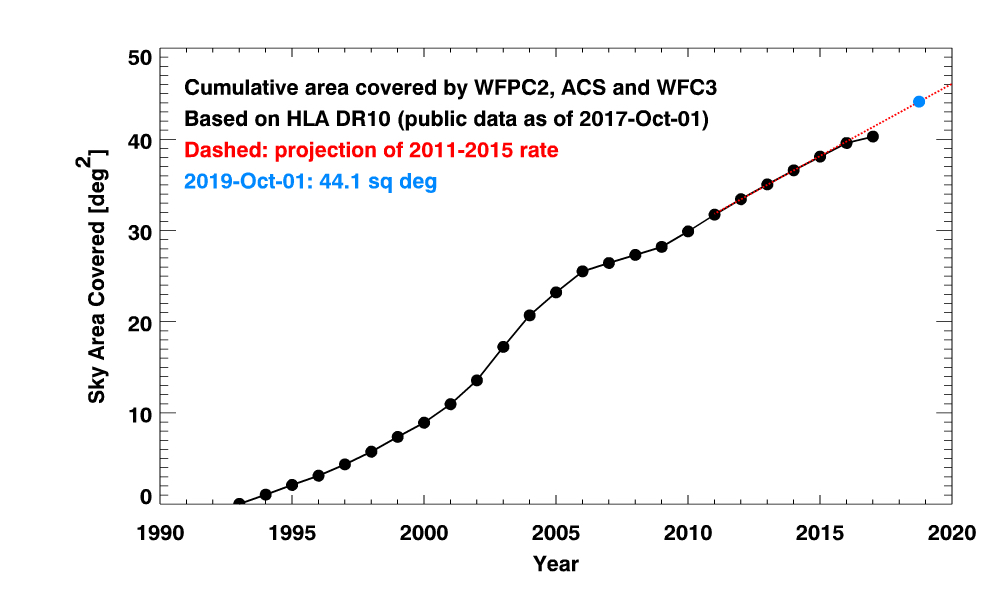 50
Cumulative area covered by WFPC2, ACS and WFC3
Based on HLA DR10 (public data as of 2017-Oct-01)
40
Dashed: projection of 2011-2015 rate
2019-Oct-01: 44.1 sq deg
30
20
10
0
Sky Area Covered [deg²]
1990 1995 2000 2005 2010 2015 2020
Year